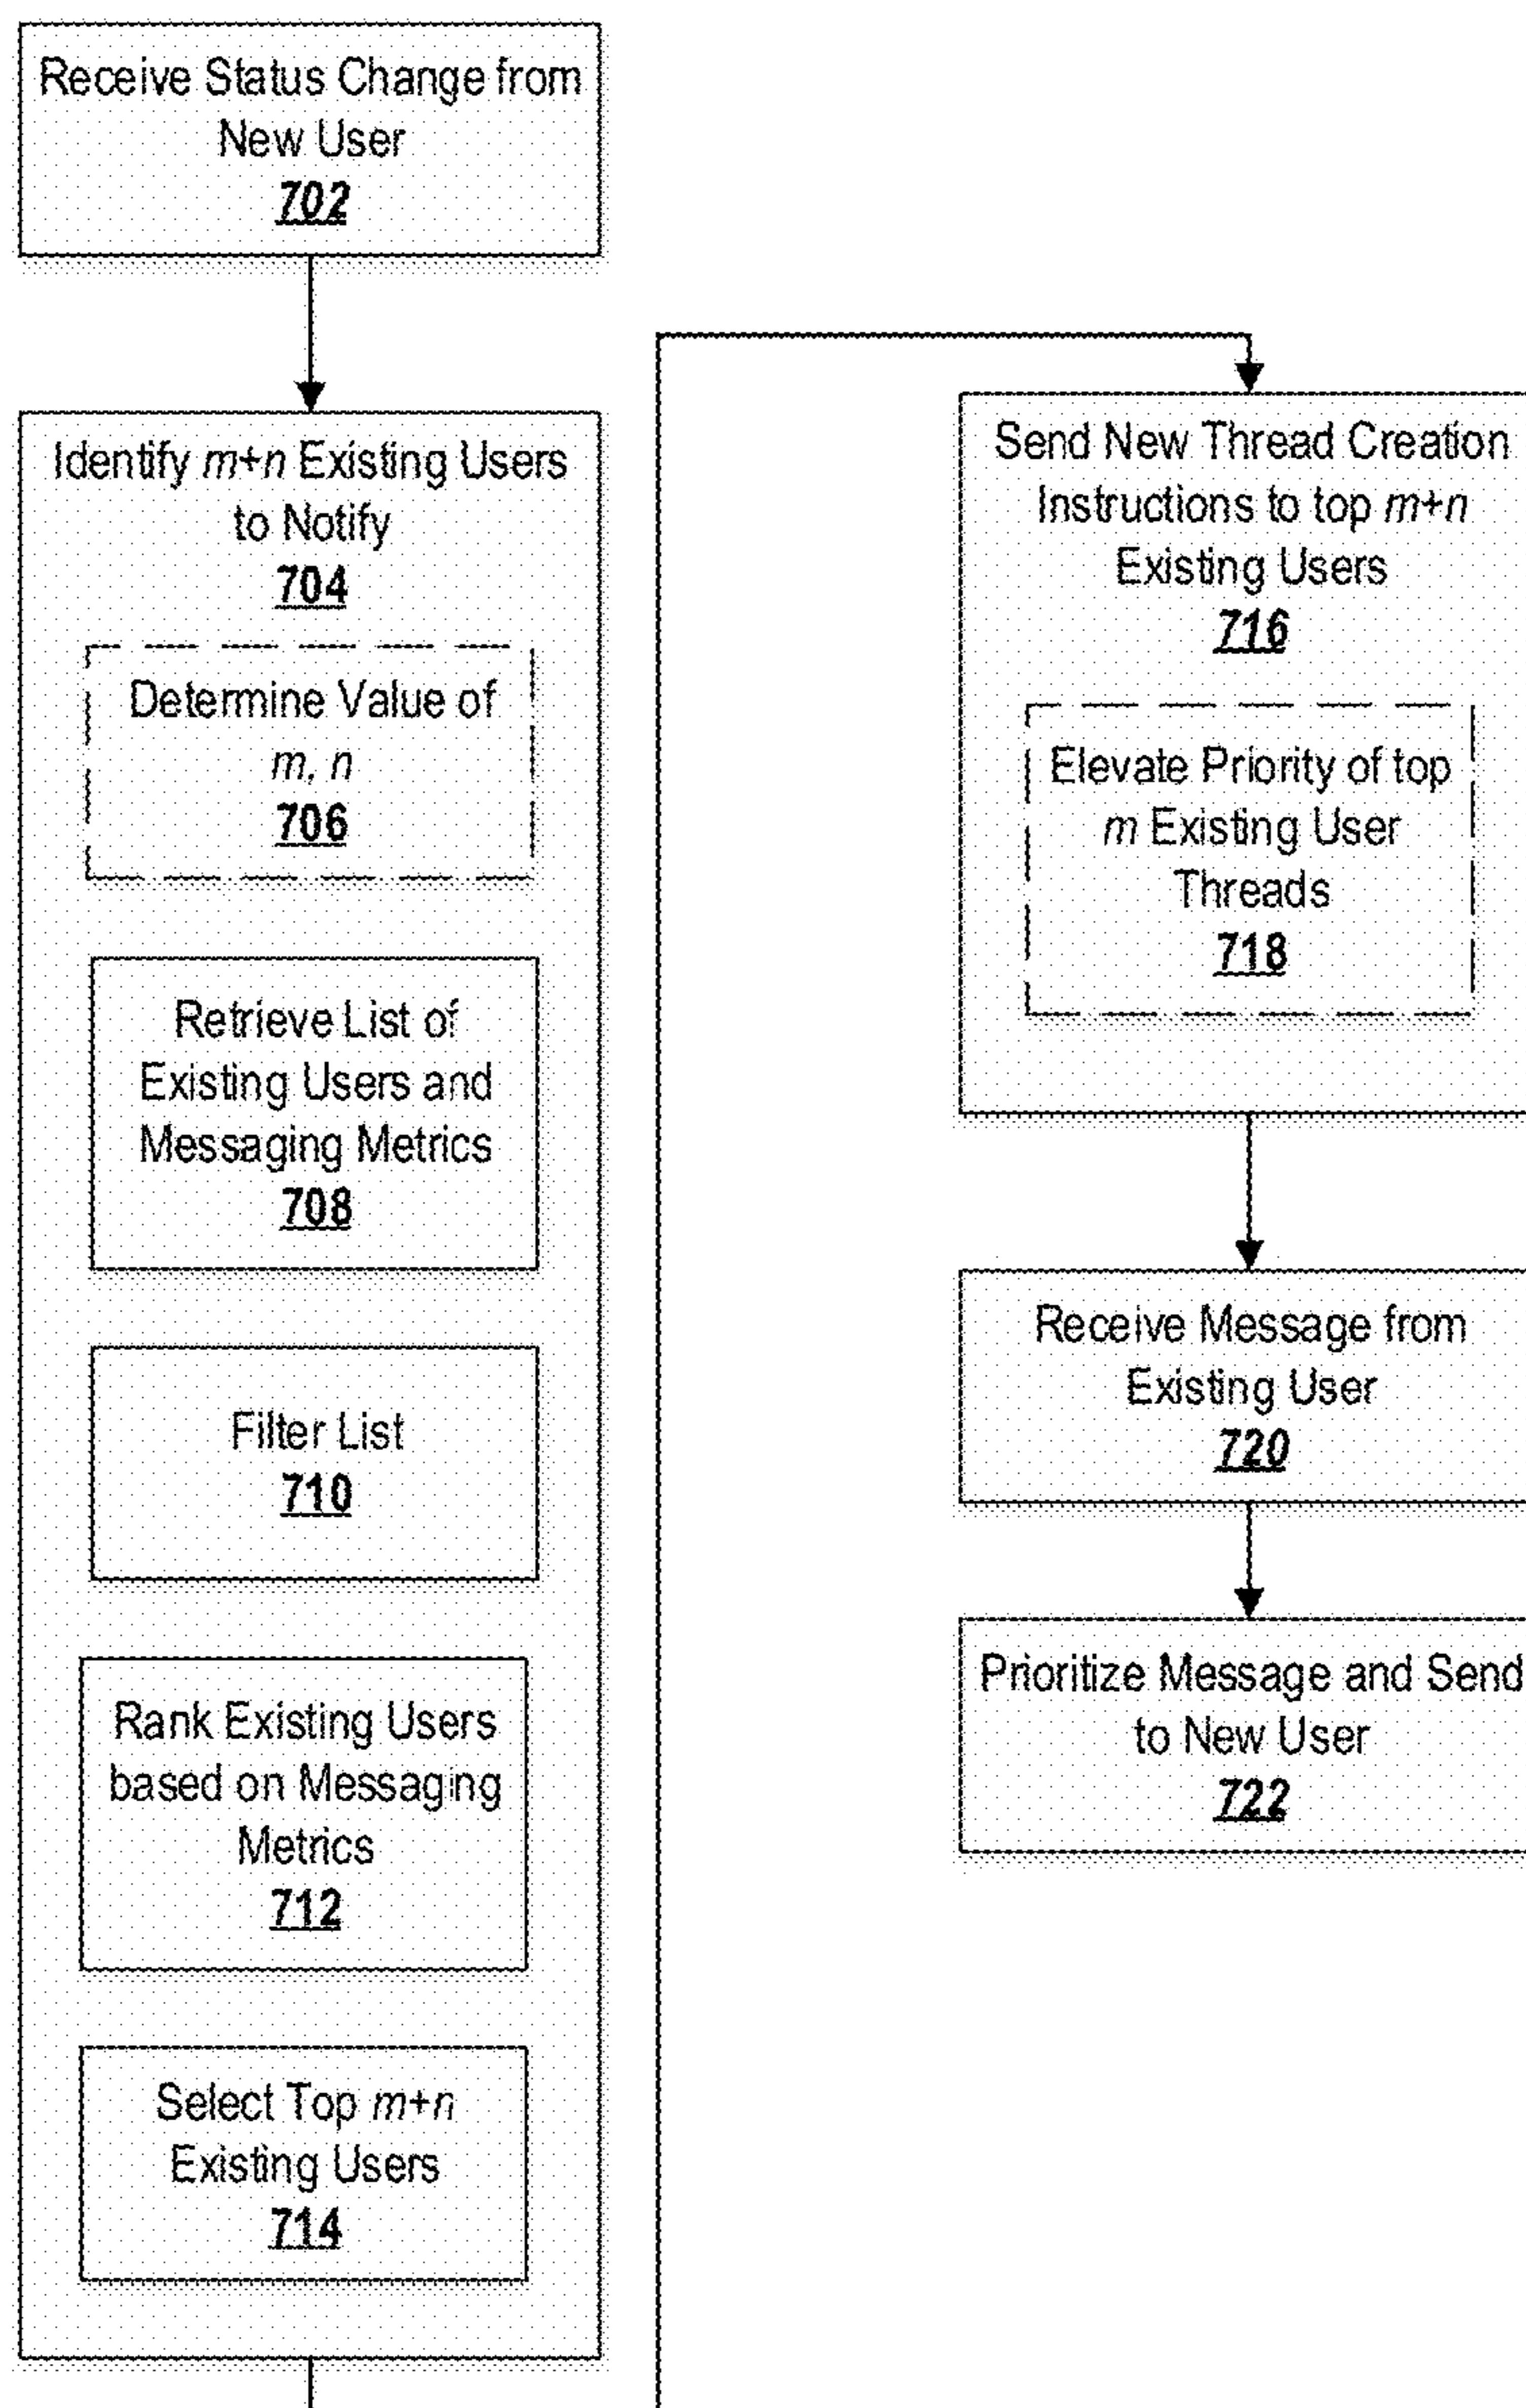 Receive Status Change from
New User
702
Identify m+n Existing Users
to Notify
704
Determine Value of
m, n
706
Retrieve List of
Existing Users and
Messaging Metrics
708
Filter List
710
Rank Existing Users
based on Messaging
Metrics
712
Select Top m+n
Existing Users
714
Send New Thread Creation
Instructions to top m+n
Existing Users
716
Elevate Priority of top
m Existing User
Threads
718
Receive Message from
Existing User
720
Prioritize Message and Send
to New User
722